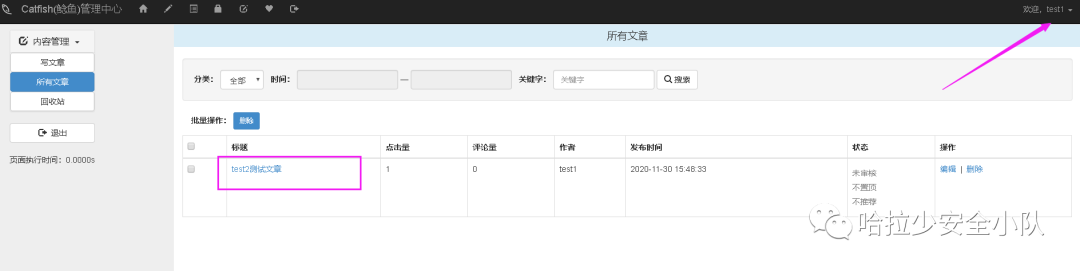 Catfish(鲶鱼)管理中心
欢迎, test1
内容管理
写文章
所有文章
回收站
退出
页面执行时间: 0.0000s
所有文章
分类: 全部 时间: — 关键字: 关键字 搜索
批量操作: 删除
标题 点击量 评论量 作者 发布时间 状态 操作
test2测试文章 1 0 test1 2020-11-30 15:48:33 未审核 编辑 | 删除
不置顶
不推荐
哈拉少安全小队